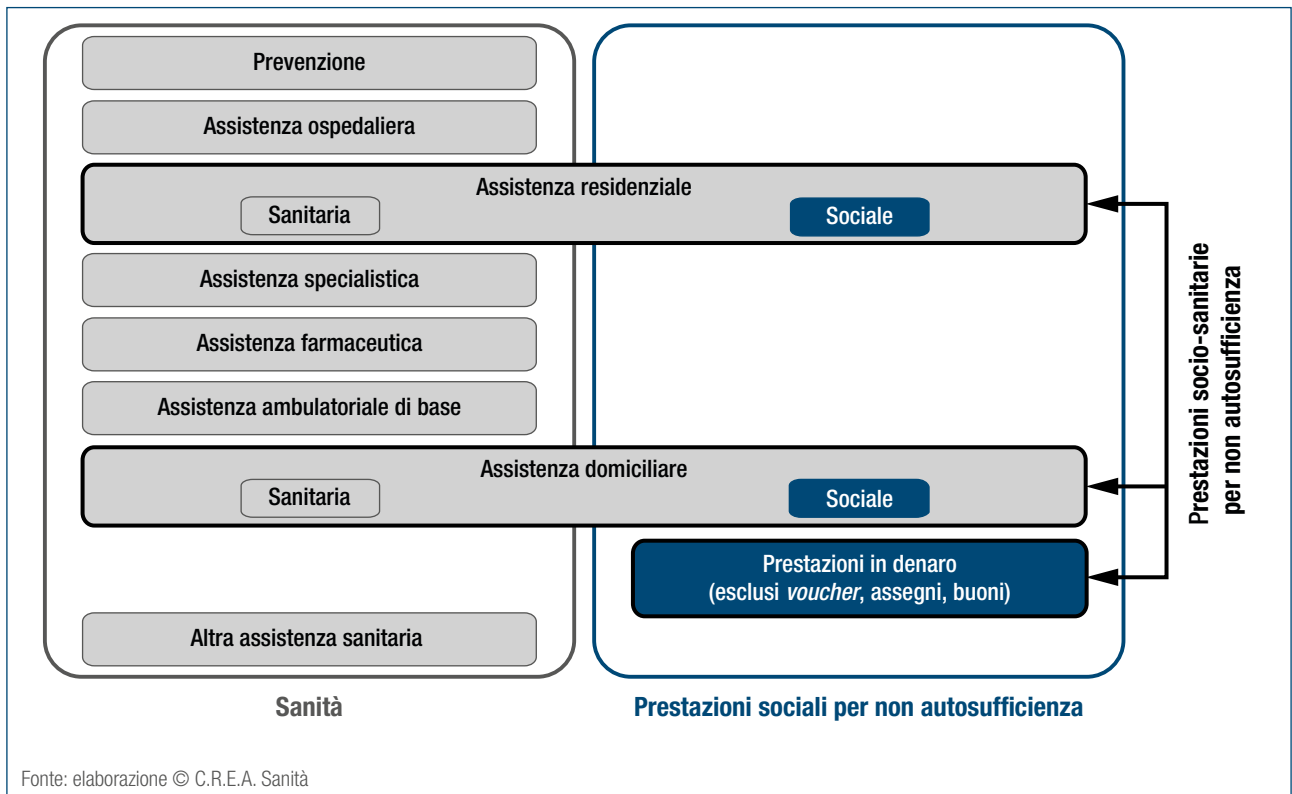 Prevenzione
Assistenza ospedaliera
Assistenza residenziale
Sanitaria
Sociale
Assistenza specialistica
Assistenza farmaceutica
Assistenza ambulatoriale di base
Assistenza domiciliare
Sanitaria
Sociale
Prestazioni in denaro
(esclusi voucher, assegni, buoni)
Altra assistenza sanitaria
Prestazioni socio-sanitarie
per non autosufficienza
Sanità
Prestazioni sociali per non autosufficienza
Fonte: elaborazione © C.R.E.A. Sanità